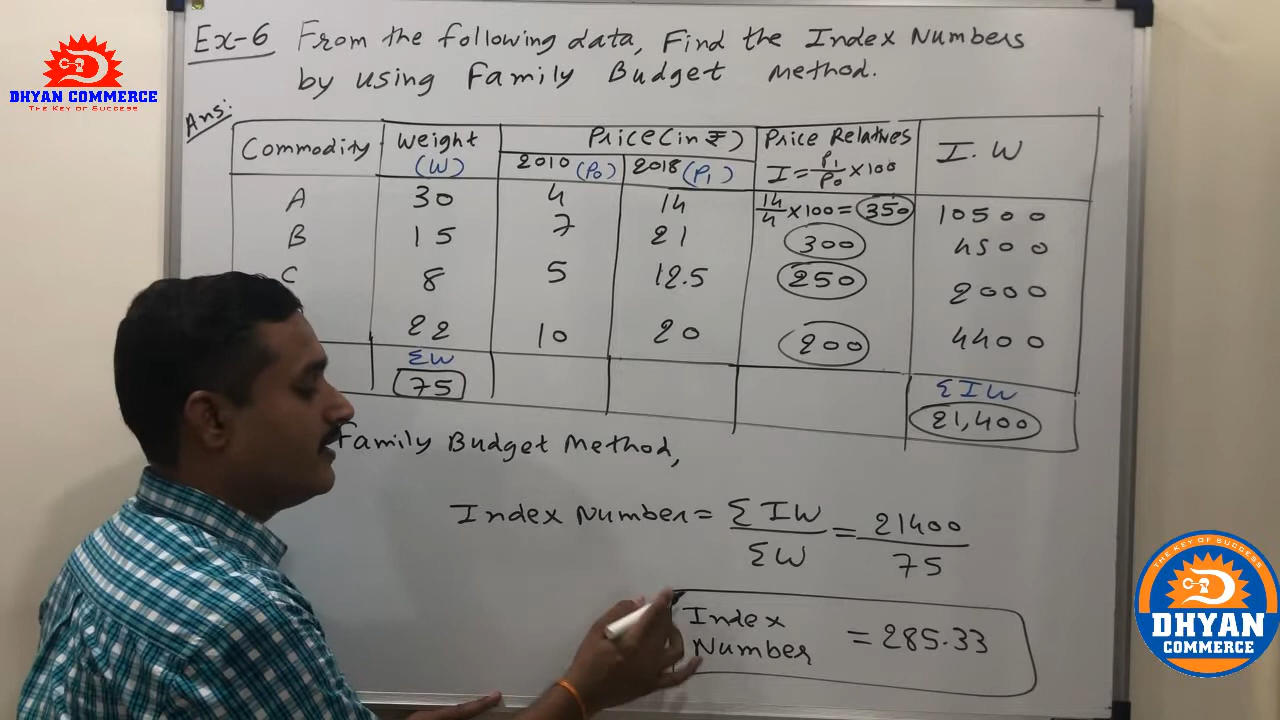 Ex-6 From the following data, Find the Index Numbers
by using Family Budget Method.
DHYAN COMMERCE
The Key of Success
Ans:
Commodity Weight (W) Price (in ₹) Price Relatives I.W
2010 (P0) 2018 (P1) I = P1/P0 × 100
A 30 4 14 14/4 × 100 = 350 10500
B 15 7 21 300 4500
C 8 5 12.5 250 2000
22 10 20 200 4400
ΣW ΣIW
75 21,400
Family Budget Method,
Index Number = ΣIW/ΣW = 21400/75
Index Number = 285.33
THE KEY OF SUCCESS
DHYAN
COMMERCE